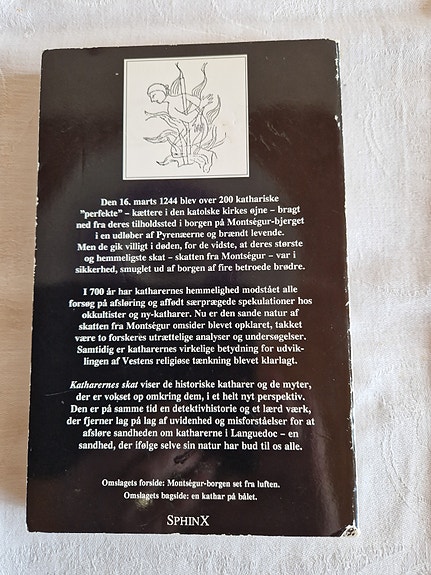 Den 16. marts 1244 blev over 200 kathariske
"perfekte" – kættere i den katolske kirkes øjne – bragt
ned fra deres tilholdssted i borgen på Montségur-bjerget
i en udløber af Pyrenæerne og brændt levende.
Men de gik villigt i døden, for de vidste, at deres største
og hemmeligste skat – skatten fra Montségur – var i
sikkerhed, smuglet ud af borgen af fire betroede brødre.
I 700 år har katharernes hemmelighed modstået alle
forsøg på afsløring og affødt særprægede spekulationer hos
okkultister og ny-katharer. Nu er den sande natur af
skatten fra Montségur omsider blevet opklaret, takket
være to forskeres utrættelige analyser og undersøgelser.
Samtidig er katharernes virkelige betydning for udvik-
lingen af Vestens religiøse tænkning blevet klarlagt.
Katharernes skat viser de historiske katharer og de myter,
der er vokset op omkring dem, i et helt nyt perspektiv.
Den er på samme tid en detektivhistorie og et lærd værk,
der fjerner lag på lag af uvidenhed og misforståelser for at
afsløre sandheden om katharerne i Languedoc – en
sandhed, der ifølge selve sin natur har bud til os alle.
Omslagets forside: Montségur-borgen set fra luften.
Omslagets bagside: en kathar på bålet.
SPHINX